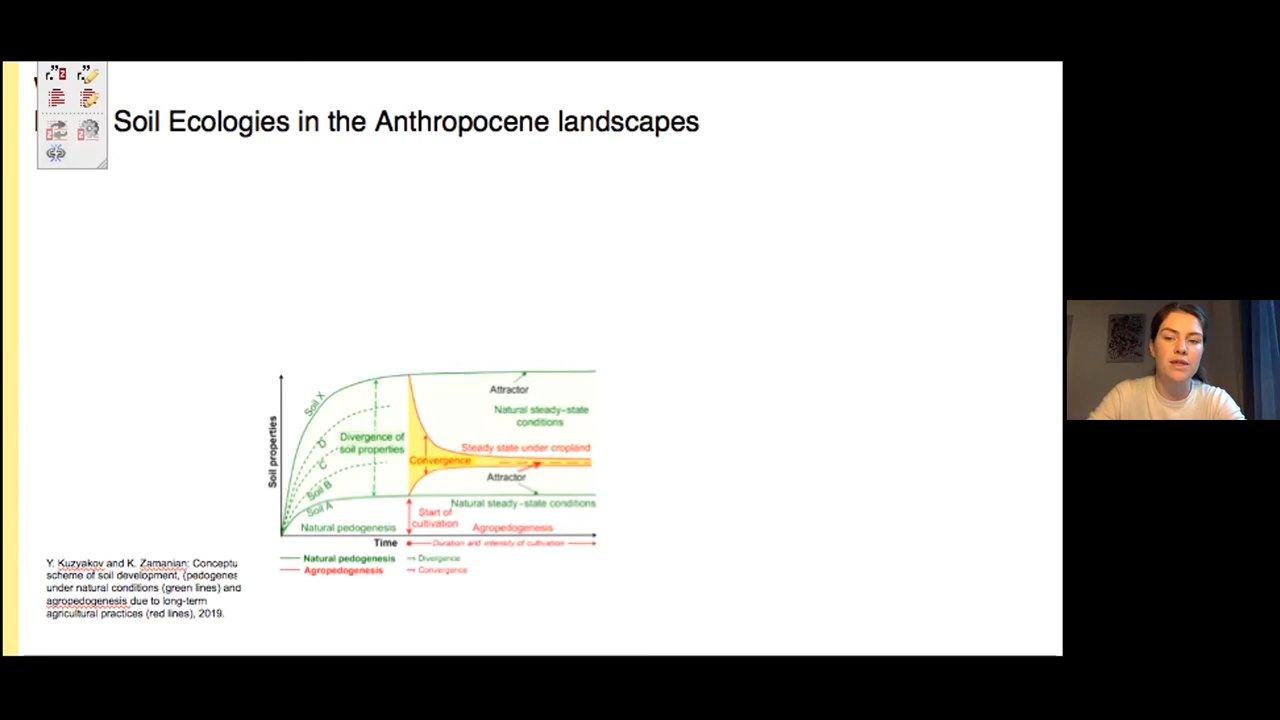 Soil Ecologies in the Anthropocene landscapes
Soil X
Attractor
Natural steady-state
conditions
D
Divergence of
soil properties
Steady state under cropland
C
Convergence
Soil properties
Attractor
Soil B
Soil A
Natural steady-state conditions
Start of
cultivation
Natural pedogenesis
Agropedogenesis
Time
Duration and intensity of cultivation
Natural pedogenesis
Divergence
Agropedogenesis
Convergence
Y. Kuzyakov and K. Zamanian: Conceptu
scheme of soil development, (pedogenes
under natural conditions (green lines) and
agropedogenesis due to long-term
agricultural practices (red lines), 2019.